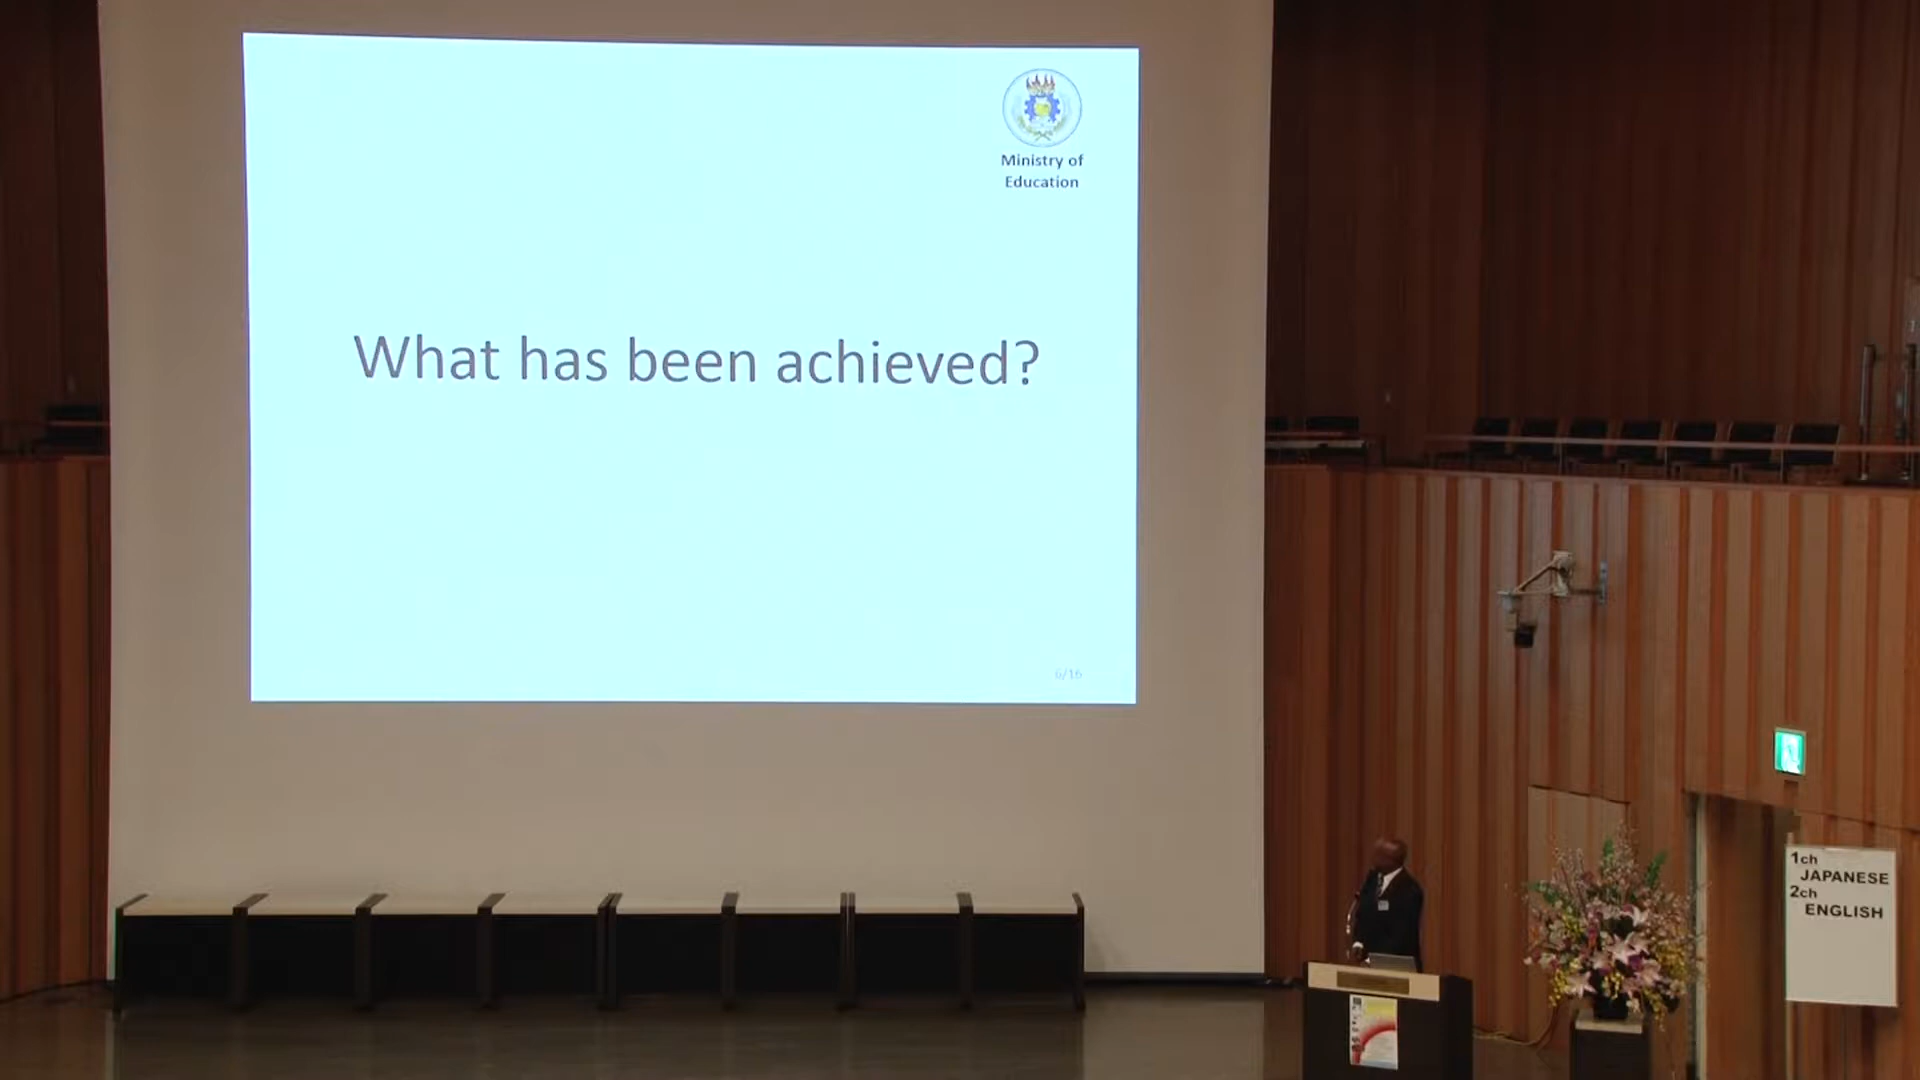 Ministry of
Education
What has been achieved?
6/16
1ch
JAPANESE
2ch
ENGLISH